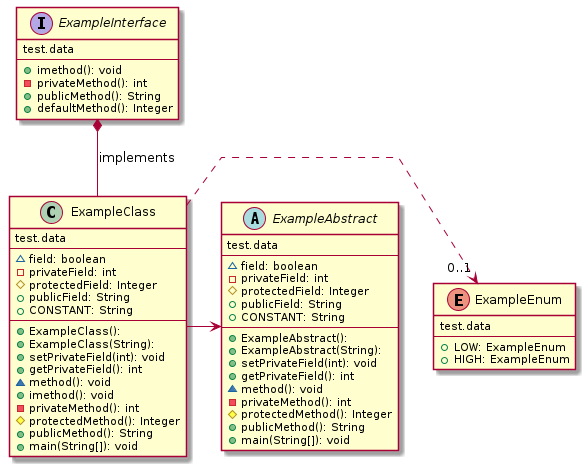 I ExampleInterface
test.data
imethod(): void
privateMethod(): int
publicMethod(): String
defaultMethod(): Integer
implements
C ExampleClass
test.data
field: boolean
privateField: int
protectedField: Integer
publicField: String
CONSTANT: String
ExampleClass():
ExampleClass(String):
setPrivateField(int): void
getPrivateField(): int
method(): void
imethod(): void
privateMethod(): int
protectedMethod(): Integer
publicMethod(): String
main(String[]): void
A ExampleAbstract
test.data
field: boolean
privateField: int
protectedField: Integer
publicField: String
CONSTANT: String
ExampleAbstract():
ExampleAbstract(String):
setPrivateField(int): void
getPrivateField(): int
method(): void
privateMethod(): int
protectedMethod(): Integer
publicMethod(): String
main(String[]): void
0..1
E ExampleEnum
test.data
LOW: ExampleEnum
HIGH: ExampleEnum